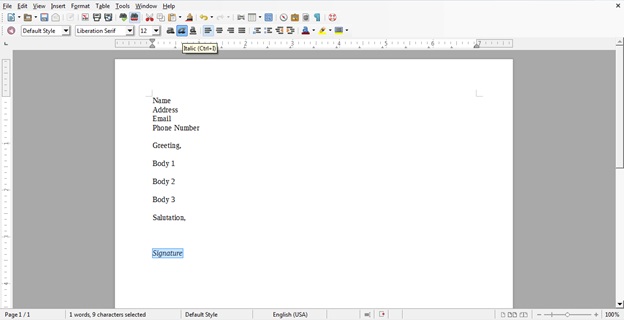 File Edit View Insert Format Table Tools Window Help
Default Style Liberation Serif 12
Italic (Ctrl+I)
Name
Address
Email
Phone Number
Greeting,
Body 1
Body 2
Body 3
Salutation,
Signature
Page 1 / 1 1 words, 9 characters selected Default Style English (USA) 100%